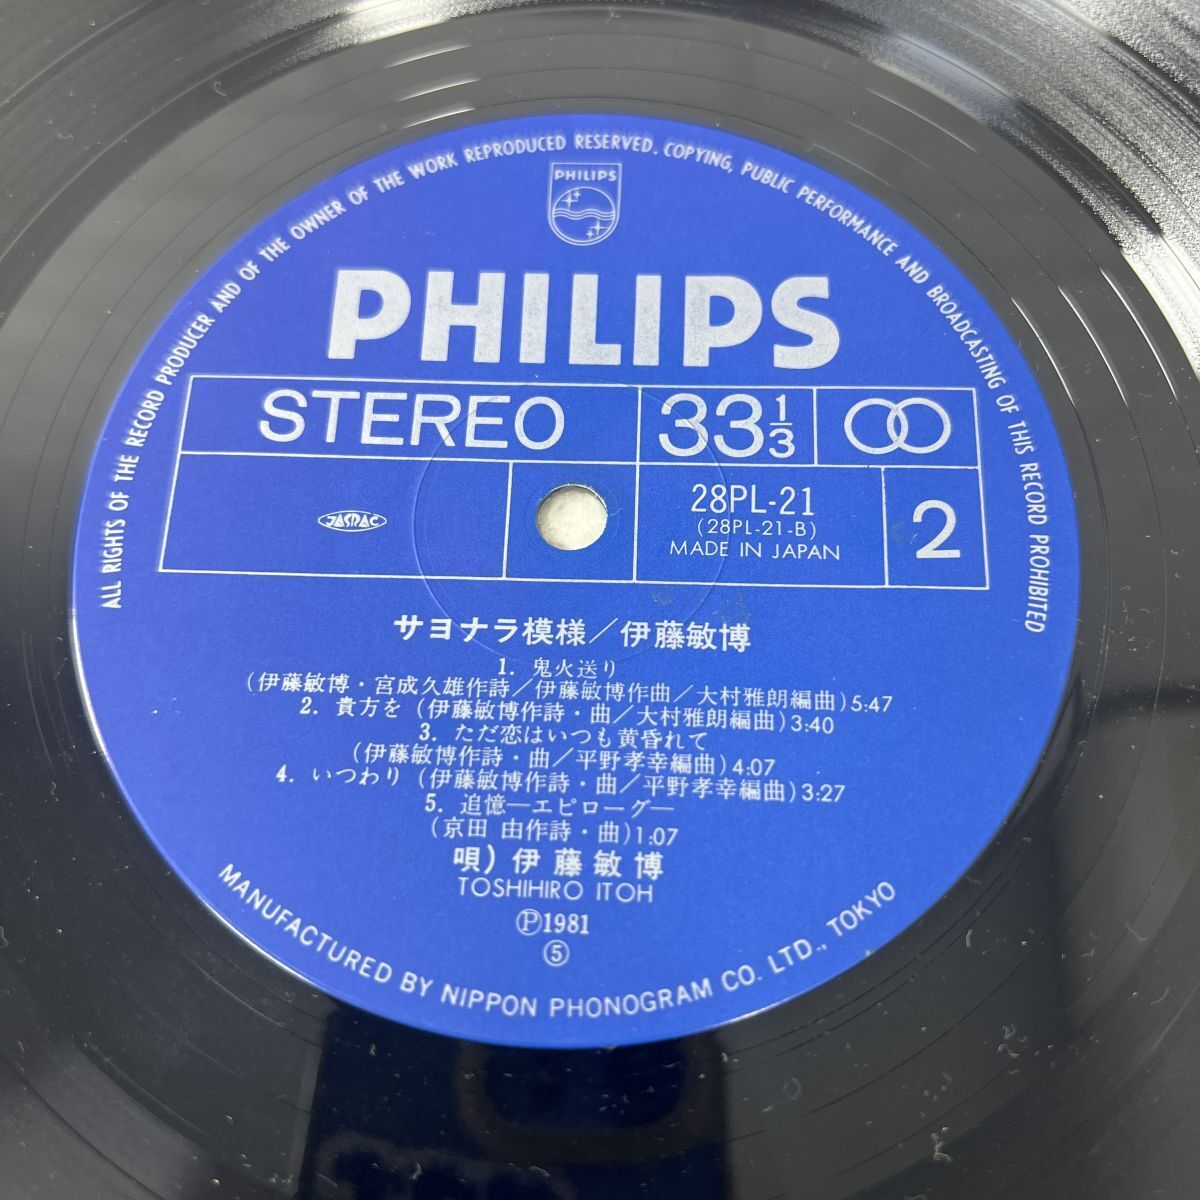 ALL RIGHTS OF THE RECORD PRODUCER AND OF THE OWNER OF THE WORK REPRODUCED RESERVED. COPYING, PUBLIC PERFORMANCE AND BROADCASTING OF THIS RECORD PROHIBITED
PHILIPS
PHILIPS
STEREO
33 1/3
JASRAC
28PL-21
(28PL-21-B)
MADE IN JAPAN
2
サヨナラ模様／伊藤敏博
1. 鬼火送り
(伊藤敏博・宮成久雄作詩／伊藤敏博作曲／大村雅朗編曲)5:47
2. 貴方を (伊藤敏博作詩・曲／大村雅朗編曲)3:40
3. ただ恋はいつも黄昏れて
(伊藤敏博作詩・曲／平野孝幸編曲)4:07
4. いつわり (伊藤敏博作詩・曲／平野孝幸編曲)3:27
5. 追憶―エピローグ―
(京田 由作詩・曲)1:07
唄) 伊藤敏博
TOSHIHIRO ITOH
Ⓟ1981
⑤
MANUFACTURED BY NIPPON PHONOGRAM CO. LTD., TOKYO